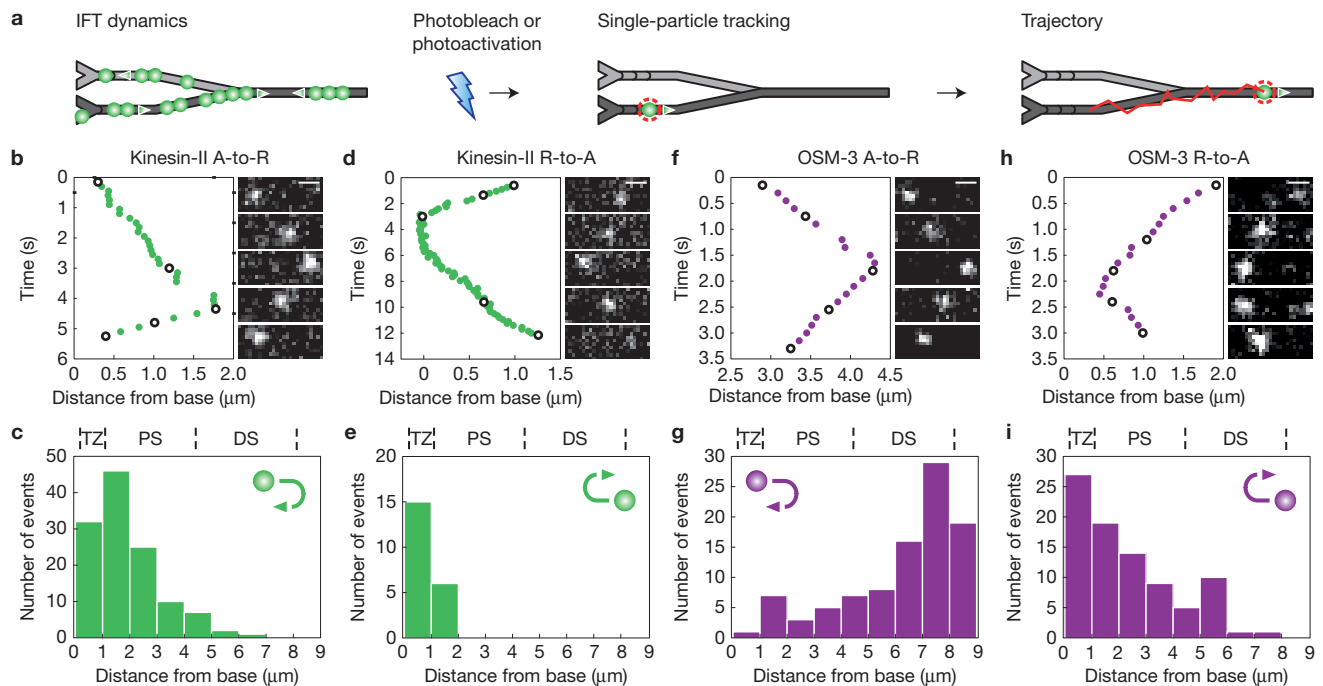 a IFT dynamics
Photobleach or
photoactivation
Single-particle tracking
Trajectory
b Kinesin-II A-to-R
0
1
2
3
4
5
6
Time (s)
0 0.5 1.0 1.5 2.0
Distance from base (μm)
d Kinesin-II R-to-A
0
2
4
6
8
10
12
14
Time (s)
0 0.5 1.0 1.5
Distance from base (μm)
f OSM-3 A-to-R
0
0.5
1.0
1.5
2.0
2.5
3.0
3.5
Time (s)
2.5 3.0 3.5 4.0 4.5
Distance from base (μm)
h OSM-3 R-to-A
0
0.5
1.0
1.5
2.0
2.5
3.0
3.5
Time (s)
0 0.5 1.0 1.5 2.0
Distance from base (μm)
c TZ PS DS
50
40
30
20
10
0
Number of events
0 1 2 3 4 5 6 7 8 9
Distance from base (μm)
e TZ PS DS
20
15
10
5
0
Number of events
0 1 2 3 4 5 6 7 8 9
Distance from base (μm)
g TZ PS DS
30
25
20
15
10
5
0
Number of events
0 1 2 3 4 5 6 7 8 9
Distance from base (μm)
i TZ PS DS
30
25
20
15
10
5
0
Number of events
0 1 2 3 4 5 6 7 8 9
Distance from base (μm)